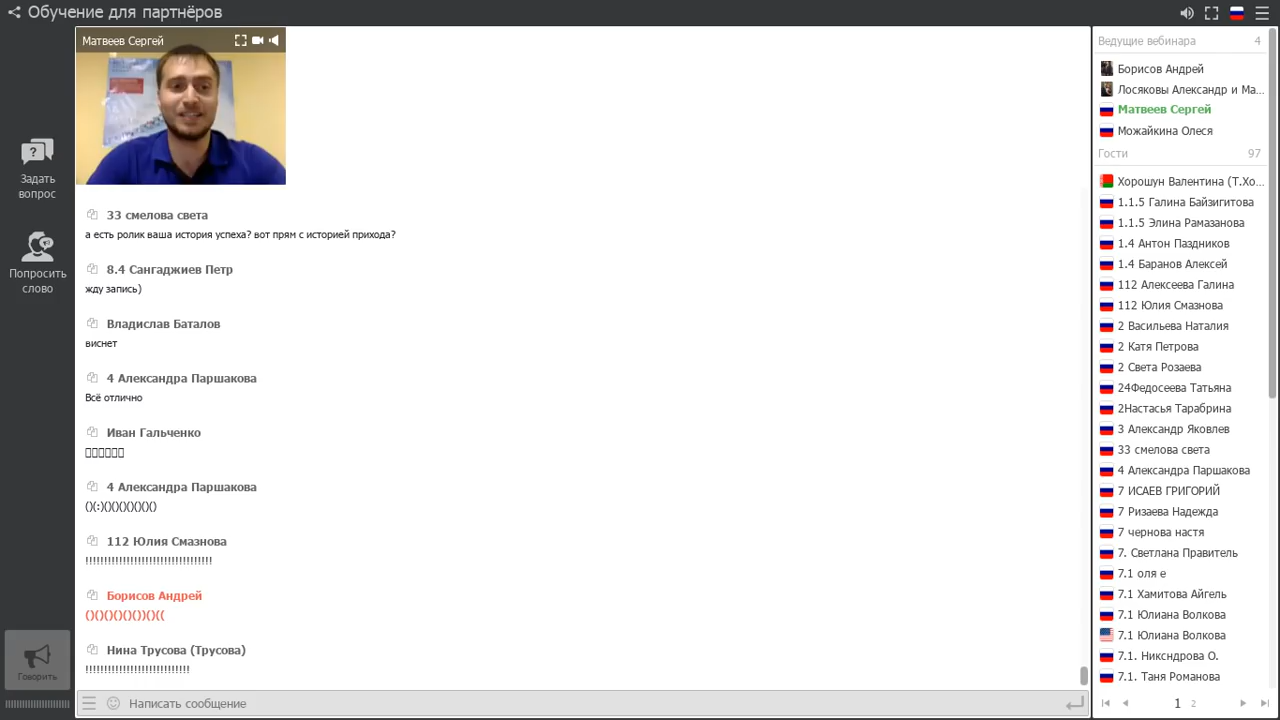 Обучение для партнёров
Матвеев Сергей
Задать
вопрос
Попросить
слово
Говорить
33 смелова света
а есть ролик ваша история успеха? вот прям с историей прихода?
8.4 Сангаджиев Петр
жду запись)
Владислав Баталов
виснет
4 Александра Паршакова
Всё отлично
Иван Гальченко
4 Александра Паршакова
()(:)()()()()()()()
112 Юлия Смазнова
!!!!!!!!!!!!!!!!!!!!!!!!!!!!!!!!!!
Борисов Андрей
()()()()()())()((
Нина Трусова (Трусова)
!!!!!!!!!!!!!!!!!!!!!!!!!!!!
Написать сообщение
Ведущие вебинара 4
Борисов Андрей
Лосяковы Александр и Ма...
Матвеев Сергей
Можайкина Олеся
Гости 97
Хорошун Валентина (Т.Хо...
1.1.5 Галина Байзигитова
1.1.5 Элина Рамазанова
1.4 Антон Паздников
1.4 Баранов Алексей
112 Алексеева Галина
112 Юлия Смазнова
2 Васильева Наталия
2 Катя Петрова
2 Света Розаева
24Федосеева Татьяна
2Настасья Тарабрина
3 Александр Яковлев
33 смелова света
4 Александра Паршакова
7 ИСАЕВ ГРИГОРИЙ
7 Ризаева Надежда
7 чернова настя
7. Светлана Правитель
7.1 оля е
7.1 Хамитова Айгель
7.1 Юлиана Волкова
7.1 Юлиана Волкова
7.1. Никсндрова О.
7.1. Таня Романова
1 2